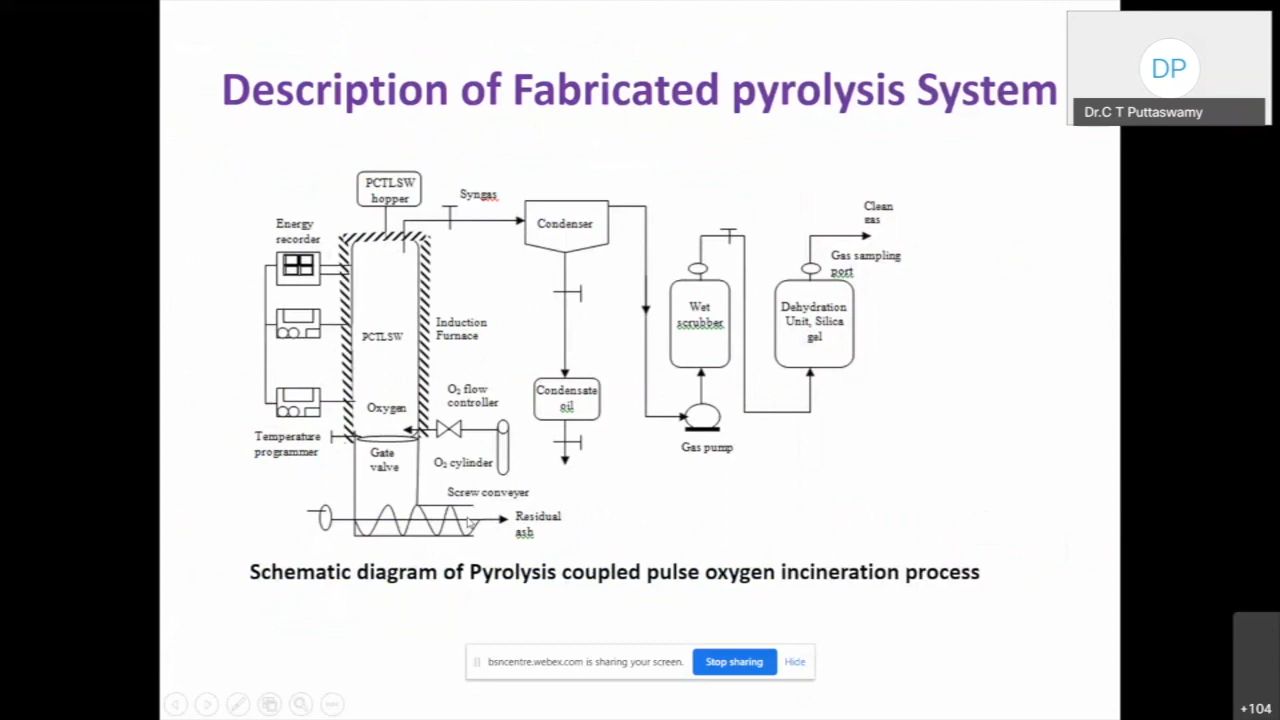 Description of Fabricated pyrolysis System
DP
Dr.C T Puttaswamy
PCTLSW
hopper
Syngas
Energy
recorder
Condenser
Clean
gas
Gas sampling
port
Wet
scrubber
Dehydration
Unit, Silica
gel
Induction
Furnace
PCTLSW
O₂ flow
controller
Condensate
oil
Oxygen
Temperature
programmer
Gate
valve
O₂ cylinder
Gas pump
Screw conveyer
Residual
ash
Schematic diagram of Pyrolysis coupled pulse oxygen incineration process
bsncentre.webex.com is sharing your screen.
Stop sharing
Hide
+104